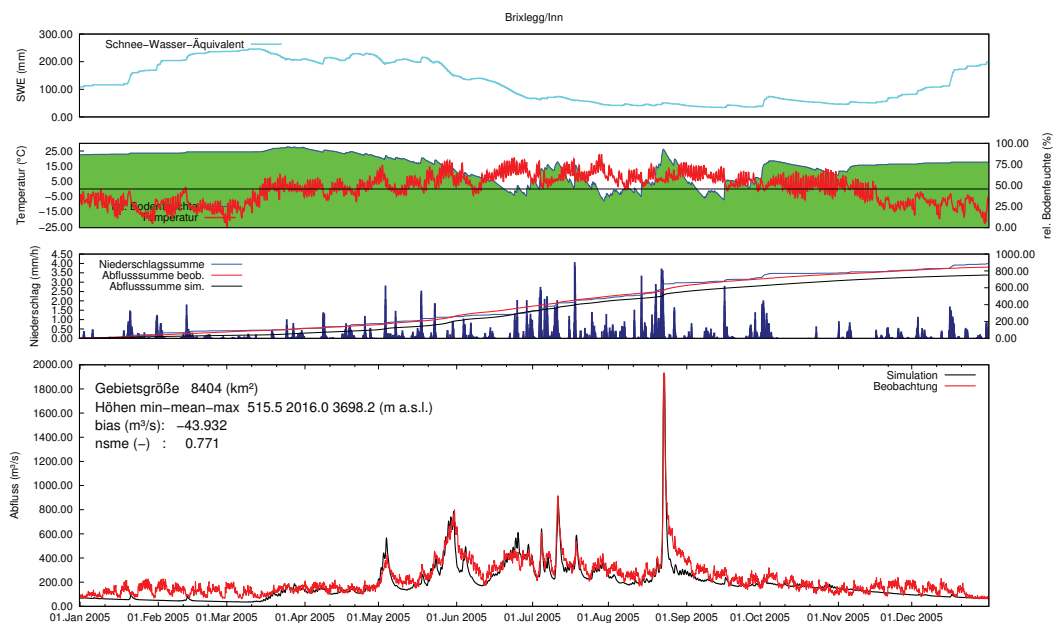 Brixlegg/Inn
300.00
200.00
100.00
0.00
SWE (mm)
Schnee−Wasser−Äquivalent
25.00
15.00
5.00
−5.00
−15.00
−25.00
Temperatur (°C)
100.00
75.00
50.00
25.00
0.00
rel. Bodenfeuchte (%)
Temperatur
4.50
4.00
3.50
3.00
2.50
2.00
1.50
1.00
0.50
0.00
Niederschlag (mm/h)
Niederschlagssumme
Abflusssumme beob.
Abflusssumme sim.
1000.00
800.00
600.00
400.00
200.00
0.00
2000.00
1800.00
1600.00
1400.00
1200.00
1000.00
800.00
600.00
400.00
200.00
0.00
Abfluss (m³/s)
Gebietsgröße 8404 (km²)
Höhen min−mean−max 515.5 2016.0 3698.2 (m a.s.l.)
bias (m³/s): −43.932
nsme (−) : 0.771
Simulation
Beobachtung
01.Jan 2005 01.Feb 2005 01.Mar 2005 01.Apr 2005 01.May 2005 01.Jun 2005 01.Jul 2005 01.Aug 2005 01.Sep 2005 01.Oct 2005 01.Nov 2005 01.Dec 2005